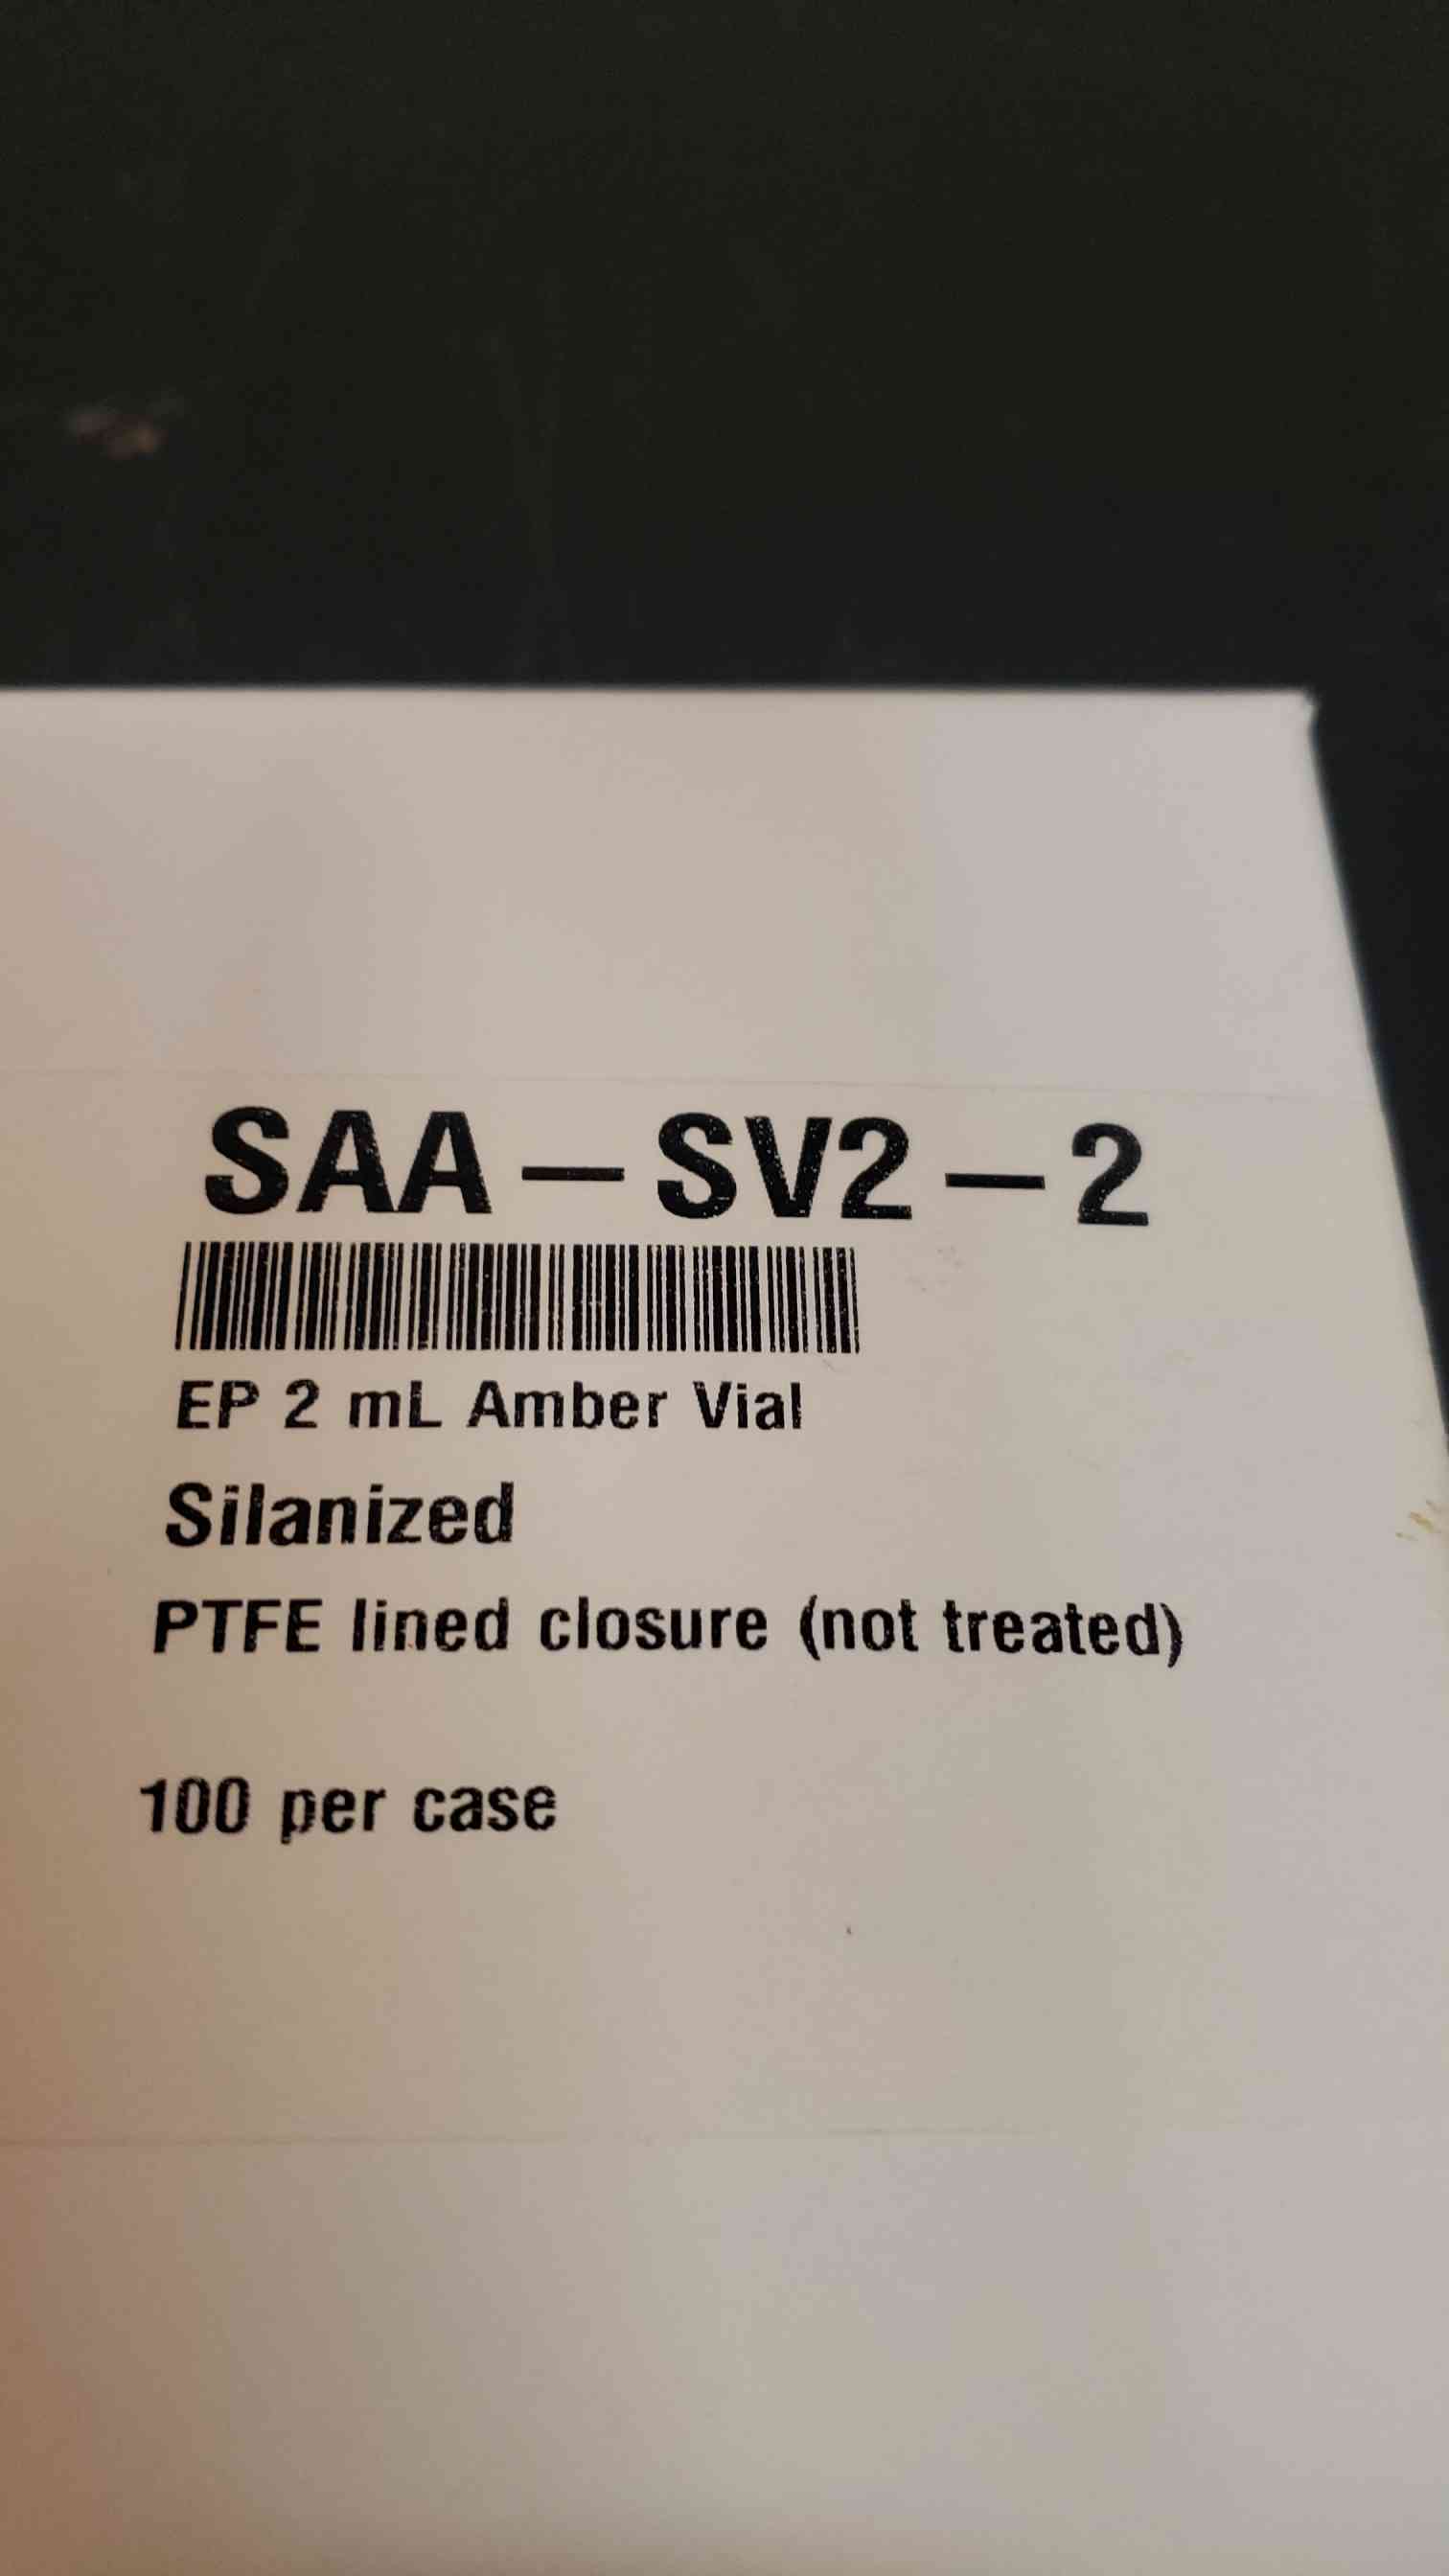 SAA-SV2-2
EP 2 mL Amber Vial
Silanized
PTFE lined closure (not treated)
100 per case